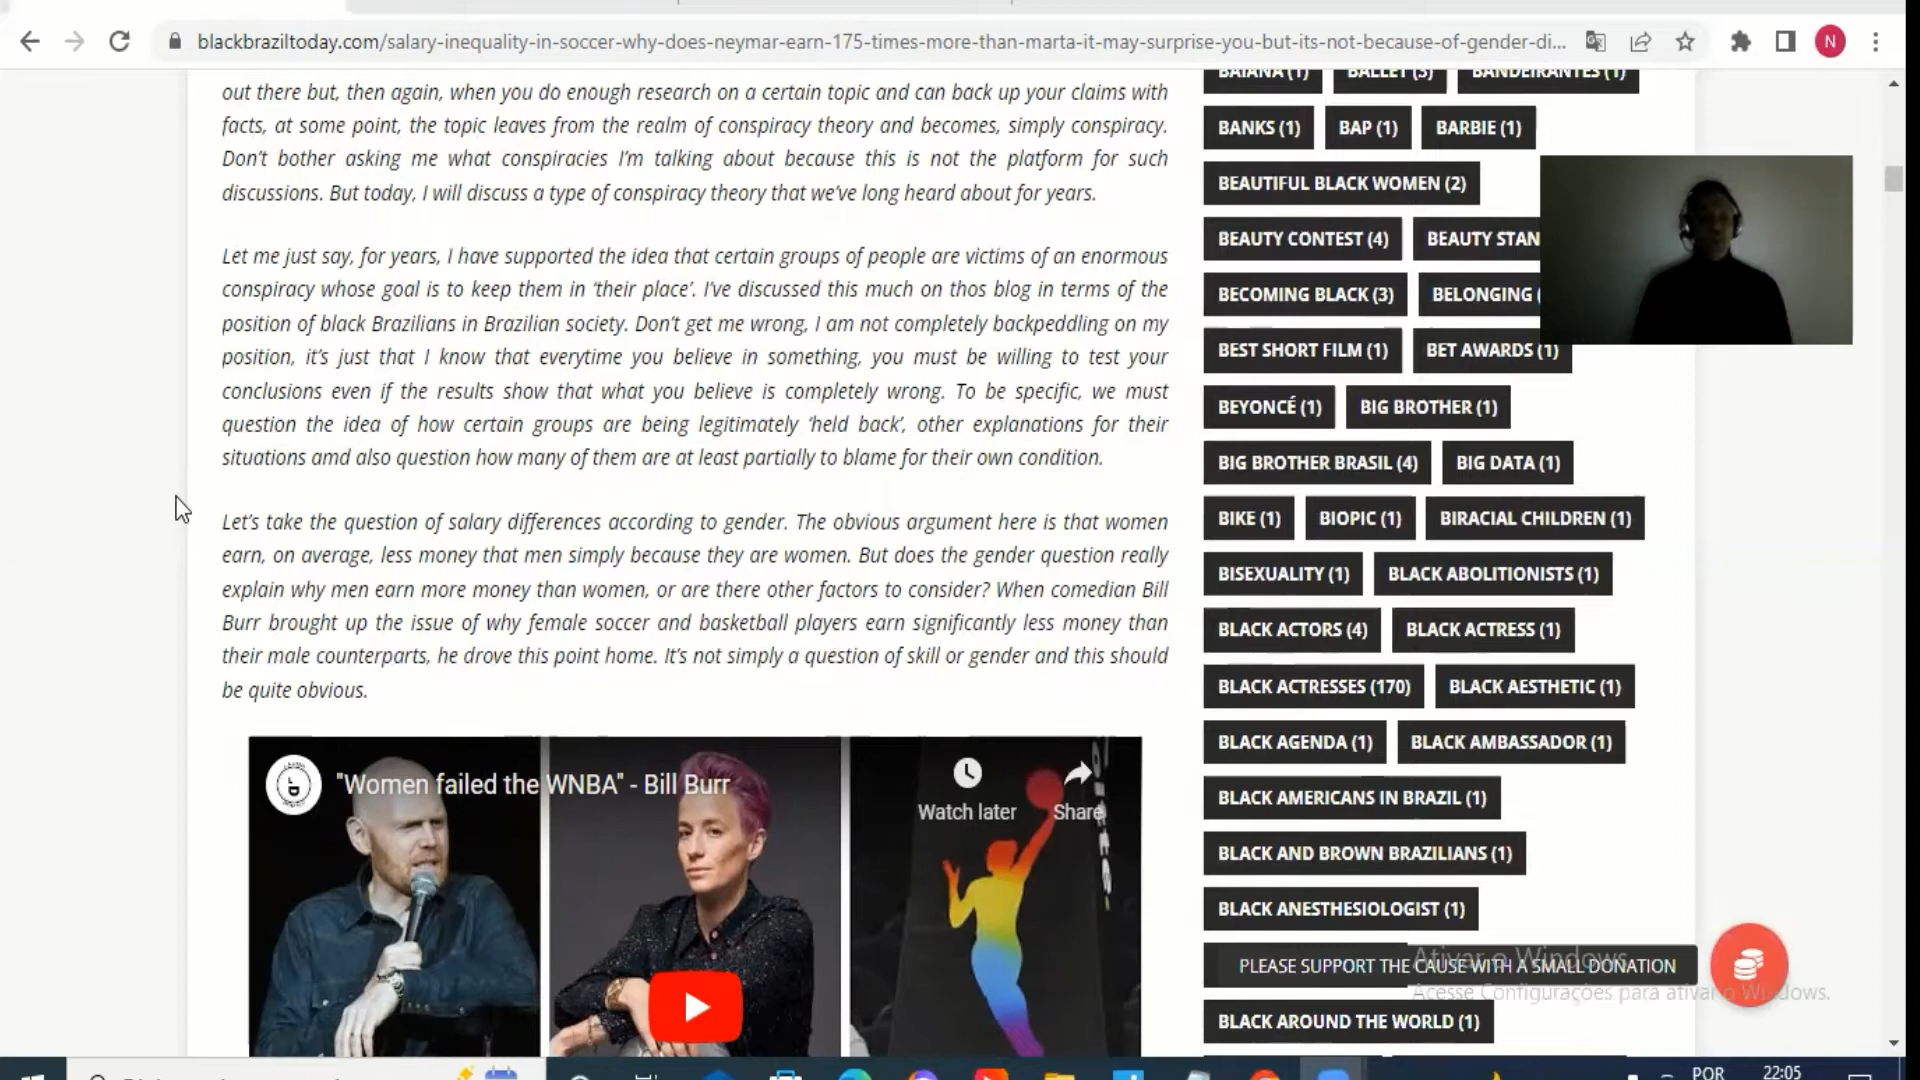 blackbraziltoday.com/salary-inequality-in-soccer-why-does-neymar-earn-175-times-more-than-marta-it-may-surprise-you-but-its-not-because-of-gender-di...
N
out there but, then again, when you do enough research on a certain topic and can back up your claims with
facts, at some point, the topic leaves from the realm of conspiracy theory and becomes, simply conspiracy.
Don't bother asking me what conspiracies I'm talking about because this is not the platform for such
discussions. But today, I will discuss a type of conspiracy theory that we've long heard about for years.
Let me just say, for years, I have supported the idea that certain groups of people are victims of an enormous
conspiracy whose goal is to keep them in 'their place'. I've discussed this much on thos blog in terms of the
position of black Brazilians in Brazilian society. Don't get me wrong, I am not completely backpeddling on my
position, it's just that I know that everytime you believe in something, you must be willing to test your
conclusions even if the results show that what you believe is completely wrong. To be specific, we must
question the idea of how certain groups are being legitimately 'held back', other explanations for their
situations amd also question how many of them are at least partially to blame for their own condition.
Let's take the question of salary differences according to gender. The obvious argument here is that women
earn, on average, less money that men simply because they are women. But does the gender question really
explain why men earn more money than women, or are there other factors to consider? When comedian Bill
Burr brought up the issue of why female soccer and basketball players earn significantly less money than
their male counterparts, he drove this point home. It's not simply a question of skill or gender and this should
be quite obvious.
"Women failed the WNBA" - Bill Burr
Watch later Share
BAIANA (1) BALLET (3) BANDEIRANTES (1)
BANKS (1) BAP (1) BARBIE (1)
BEAUTIFUL BLACK WOMEN (2)
BEAUTY CONTEST (4) BEAUTY STAN
BECOMING BLACK (3) BELONGING (
BEST SHORT FILM (1) BET AWARDS (1)
BEYONCÉ (1) BIG BROTHER (1)
BIG BROTHER BRASIL (4) BIG DATA (1)
BIKE (1) BIOPIC (1) BIRACIAL CHILDREN (1)
BISEXUALITY (1) BLACK ABOLITIONISTS (1)
BLACK ACTORS (4) BLACK ACTRESS (1)
BLACK ACTRESSES (170) BLACK AESTHETIC (1)
BLACK AGENDA (1) BLACK AMBASSADOR (1)
BLACK AMERICANS IN BRAZIL (1)
BLACK AND BROWN BRAZILIANS (1)
BLACK ANESTHESIOLOGIST (1)
PLEASE SUPPORT THE CAUSE WITH A SMALL DONATION
Ativar o Windows
Acesse Configurações para ativar o Windows.
BLACK AROUND THE WORLD (1)
POR
22:05